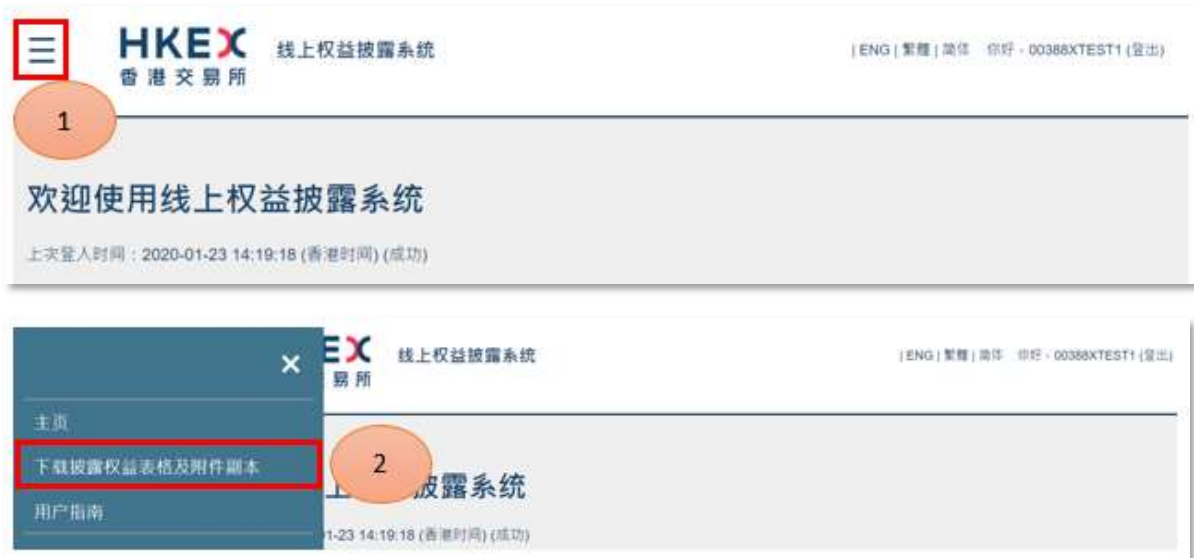 HKEX 线上权益披露系统 | ENG | 繁體 | 简体 你好 - 00388XTEST1 (登出)
香港交易所
1
欢迎使用线上权益披露系统
上次登入时间：2020-01-23 14:19:18 (香港时间) (成功)
EX 线上权益披露系统 | ENG | 繁體 | 简体 你好 - 00388XTEST1 (登出)
易所
主页
下载披露权益表格及附件副本
2
上 披露系统
用户指南
1-23 14:19:18 (香港时间) (成功)